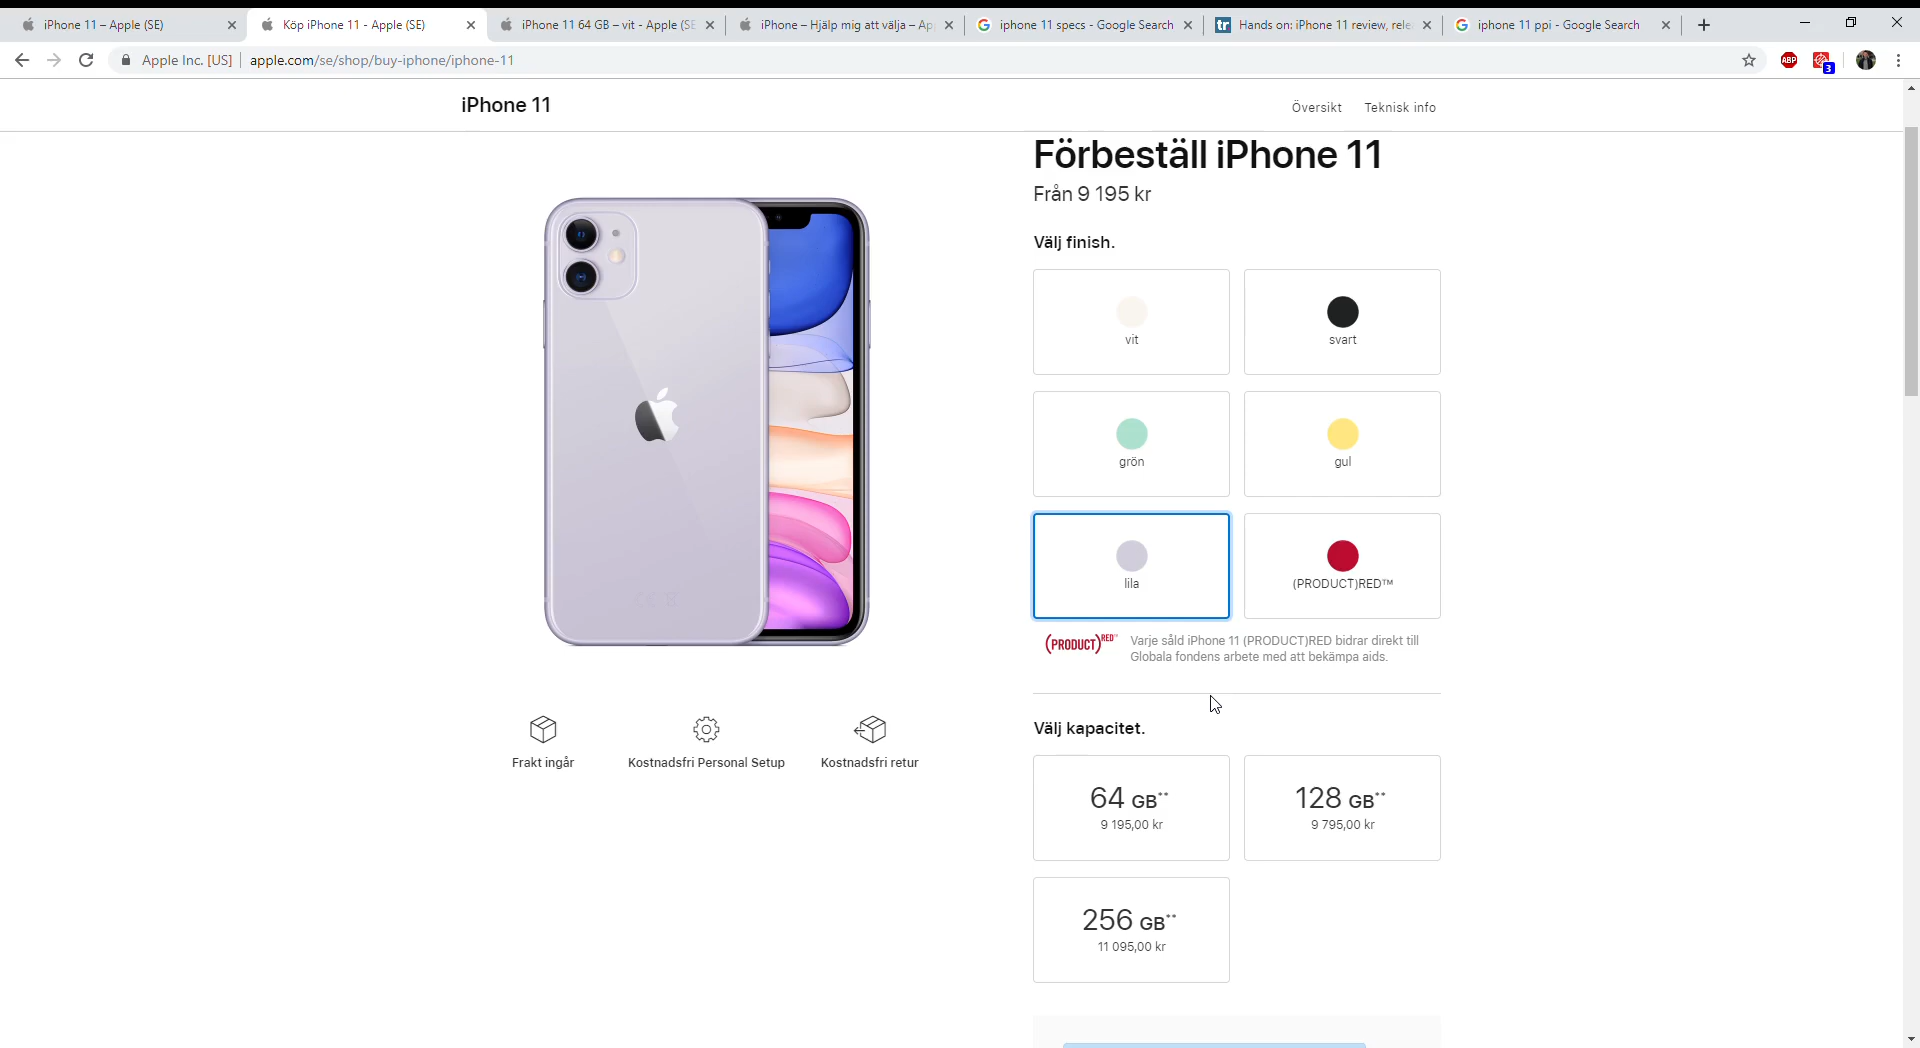 iPhone 11 – Apple (SE)
Köp iPhone 11 - Apple (SE)
iPhone 11 64 GB – vit - Apple (SE
iPhone – Hjälp mig att välja – Ap
iphone 11 specs - Google Search
Hands on: iPhone 11 review, rele
iphone 11 ppi - Google Search
Apple Inc. [US]
apple.com/se/shop/buy-iphone/iphone-11
ABP
3
iPhone 11
Översikt
Teknisk info
Förbeställ iPhone 11
Från 9 195 kr
Välj finish.
vit
svart
grön
gul
lila
(PRODUCT)RED™
(PRODUCT)RED™
Varje såld iPhone 11 (PRODUCT)RED bidrar direkt till
Globala fondens arbete med att bekämpa aids.
Frakt ingår
Kostnadsfri Personal Setup
Kostnadsfri retur
Välj kapacitet.
64 GB**
9 195,00 kr
128 GB**
9 795,00 kr
256 GB**
11 095,00 kr